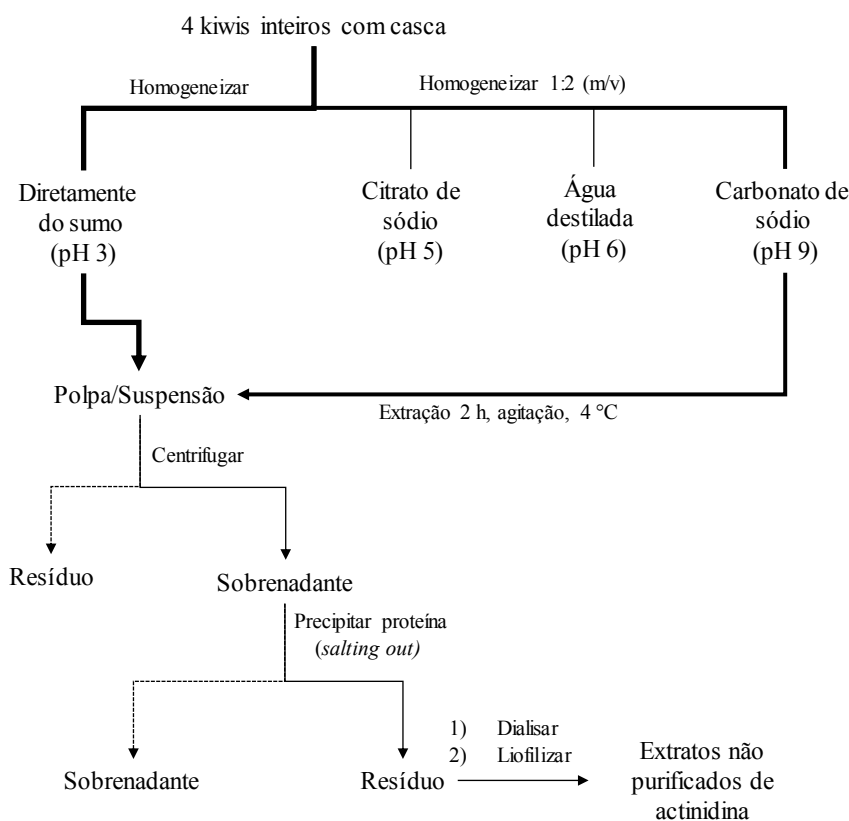 4 kiwis inteiros com casca
Homogeneizar
Homogeneizar 1:2 (m/v)
Diretamente
do sumo
(pH 3)
Citrato de
sódio
(pH 5)
Água
destilada
(pH 6)
Carbonato de
sódio
(pH 9)
Polpa/Suspensão
Extração 2 h, agitação, 4 °C
Centrifugar
Resíduo
Sobrenadante
Precipitar proteína
(salting out)
1) Dialisar
2) Liofilizar
Sobrenadante
Resíduo
Extratos não
purificados de
actinidina